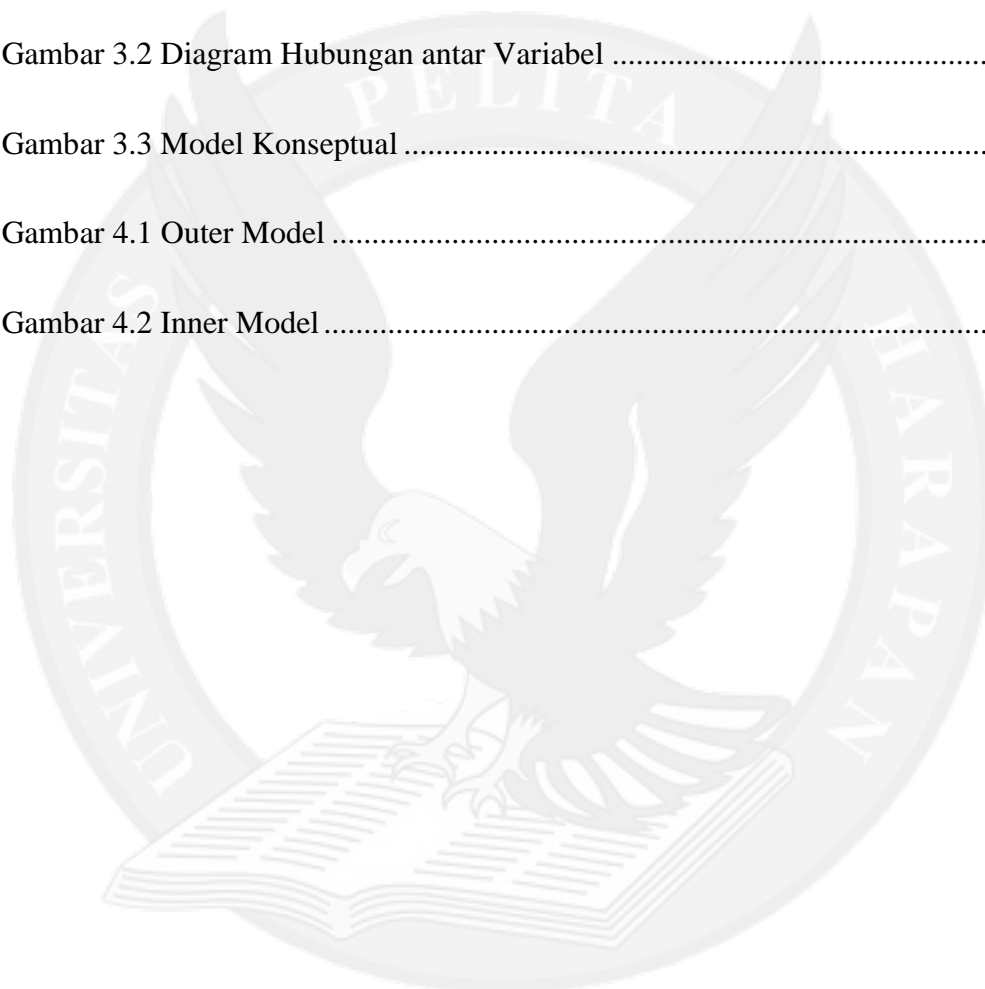 Gambar 3.2 Diagram Hubungan antar Variabel ...............................................
PELITA
Gambar 3.3 Model Konseptual .........................................................................
Gambar 4.1 Outer Model ..................................................................................
Gambar 4.2 Inner Model ...................................................................................
UNIVERSITAS
HARAPAN